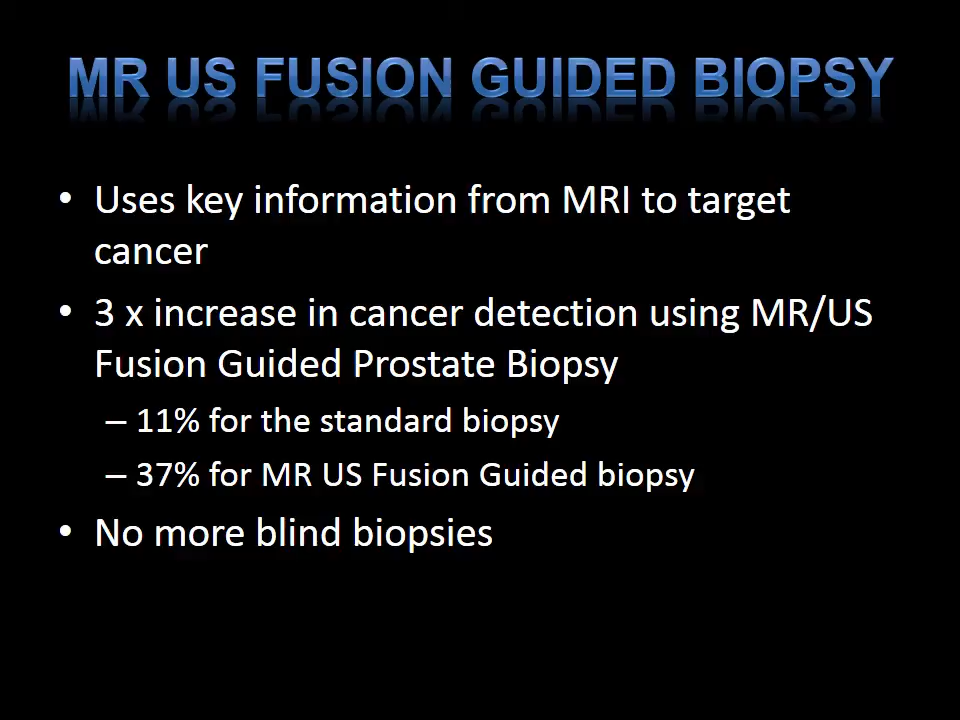 MR US FUSION GUIDED BIOPSY
• Uses key information from MRI to target
cancer
• 3 x increase in cancer detection using MR/US
Fusion Guided Prostate Biopsy
– 11% for the standard biopsy
– 37% for MR US Fusion Guided biopsy
• No more blind biopsies